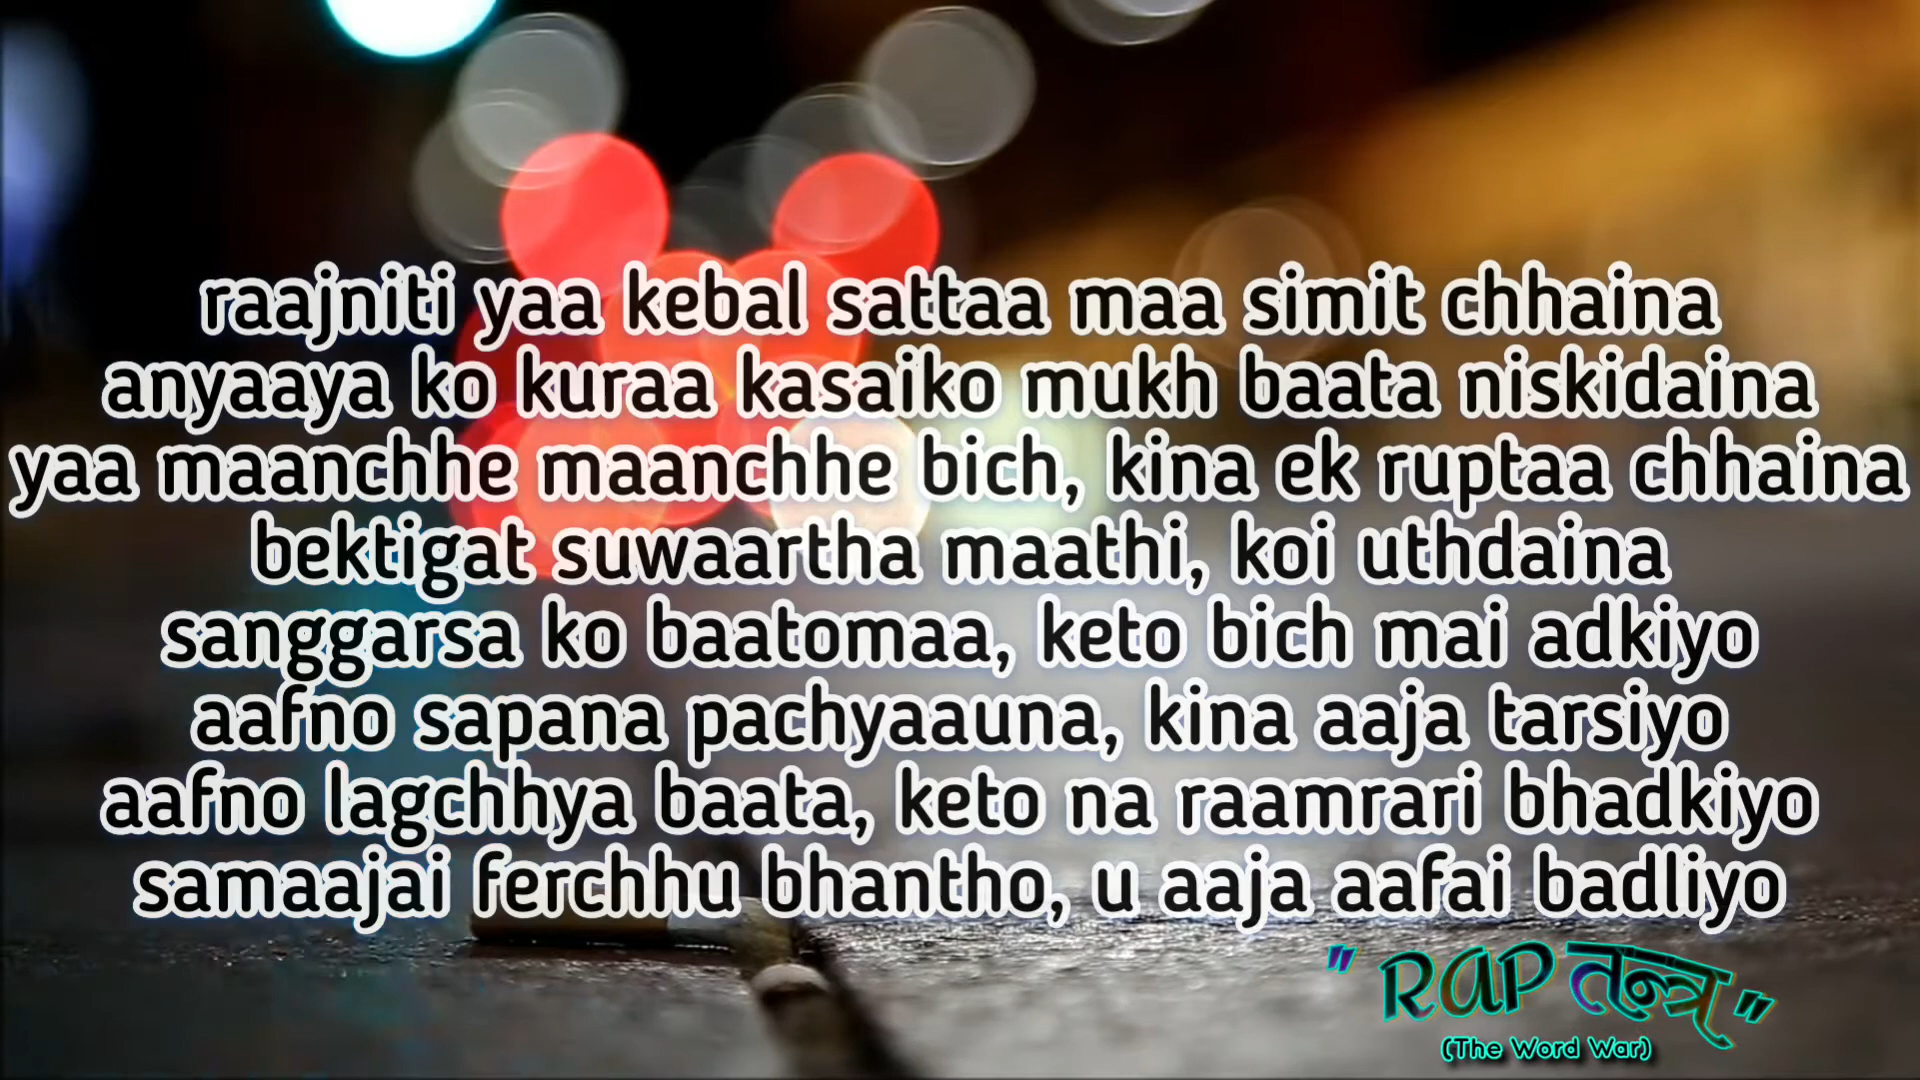 raajniti yaa kebal sattaa maa simit chhaina
anyaaya ko kuraa kasaiko mukh baata niskidaina
yaa maanchhe maanchhe bich, kina ek ruptaa chhaina
bektigat suwaartha maathi, koi uthdaina
sanggarsa ko baatomaa, keto bich mai adkiyo
aafno sapana pachyaauna, kina aaja tarsiyo
aafno lagchhya baata, keto na raamrari bhadkiyo
samaajai ferchhu bhantho, u aaja aafai badliyo
" RAP तन्त्र "
(The Word War)